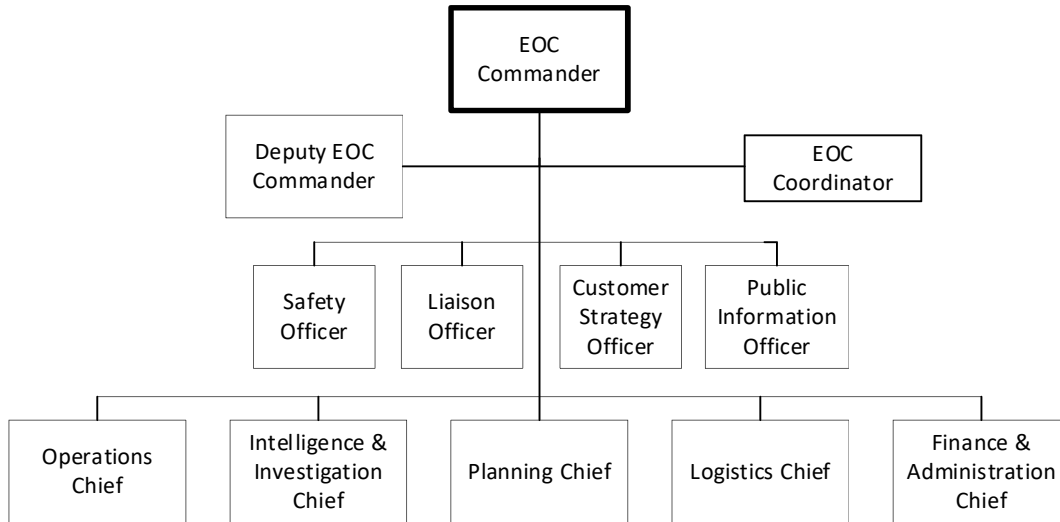 EOC
Commander
Deputy EOC
Commander
EOC
Coordinator
Safety
Officer
Liaison
Officer
Customer
Strategy
Officer
Public
Information
Officer
Operations
Chief
Intelligence &
Investigation
Chief
Planning Chief
Logistics Chief
Finance &
Administration
Chief